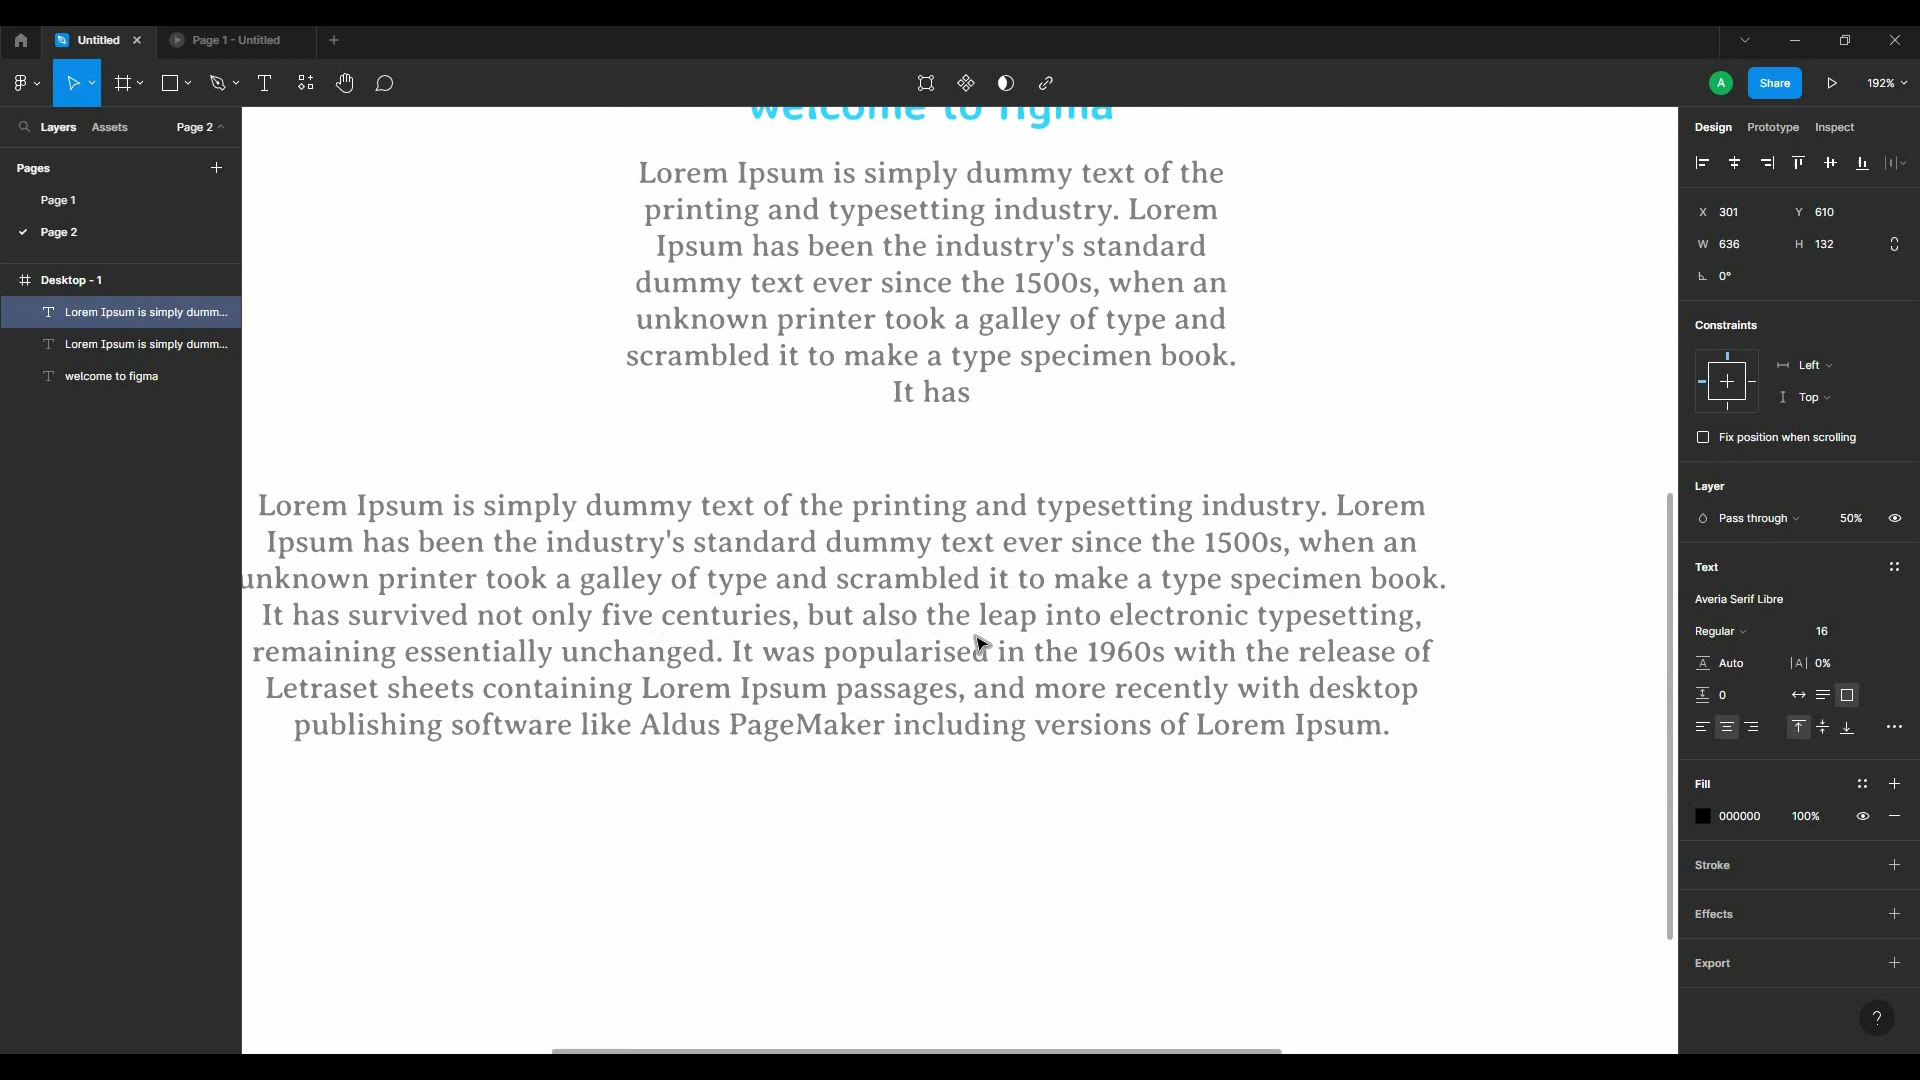 Untitled
Page 1 - Untitled
A
Share
192%
Layers
Assets
Page 2
Pages
Page 1
Page 2
Desktop - 1
Lorem Ipsum is simply dumm...
Lorem Ipsum is simply dumm...
welcome to figma
welcome to figma
Lorem Ipsum is simply dummy text of the
printing and typesetting industry. Lorem
Ipsum has been the industry's standard
dummy text ever since the 1500s, when an
unknown printer took a galley of type and
scrambled it to make a type specimen book.
It has
Lorem Ipsum is simply dummy text of the printing and typesetting industry. Lorem
Ipsum has been the industry's standard dummy text ever since the 1500s, when an
unknown printer took a galley of type and scrambled it to make a type specimen book.
It has survived not only five centuries, but also the leap into electronic typesetting,
remaining essentially unchanged. It was popularised in the 1960s with the release of
Letraset sheets containing Lorem Ipsum passages, and more recently with desktop
publishing software like Aldus PageMaker including versions of Lorem Ipsum.
Design
Prototype
Inspect
X 301
Y 610
W 636
H 132
0°
Constraints
Left
Top
Fix position when scrolling
Layer
Pass through
50%
Text
Averia Serif Libre
Regular
16
Auto
|A| 0%
0
Fill
000000
100%
Stroke
Effects
Export
?